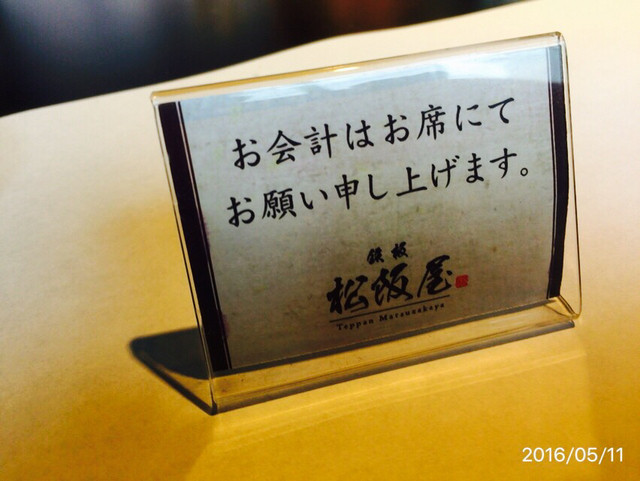 お会計はお席にて
お願い申し上げます。
鉄板
松阪屋
Teppan Matsusakaya
2016/05/11